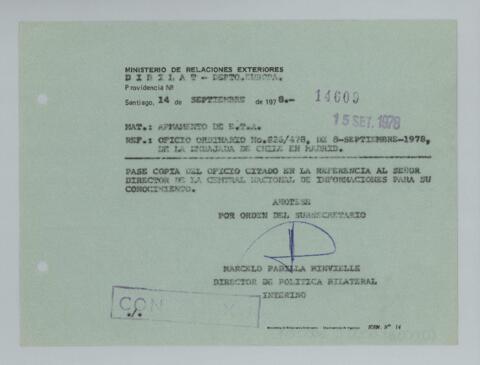 MINISTERIO DE RELACIONES EXTERIORES
D I B I L A T - DEPTO. EUROPA.
Providencia Nº
Santiago, 14 de SEPTIEMBRE de 1978.-
14609
15 SET. 1978
MAT.: ARMAMENTO DE E.T.A.
REF.: OFICIO ORDINARIO No.826/478, DE 8-SEPTIEMBRE-1978,
DE LA EMBAJADA DE CHILE EN MADRID.
PASE COPIA DEL OFICIO CITADO EN LA REFERENCIA AL SEÑOR
DIRECTOR DE LA CENTRAL NACIONAL DE INFORMACIONES PARA SU
CONOCIMIENTO.
ANOTESE
POR ORDEN DEL SUBSECRETARIO
MARCELO PADILLA MINVIELLE
DIRECTOR DE POLITICA BILATERAL
INTERINO
CON
./.
FORM. Nº 14